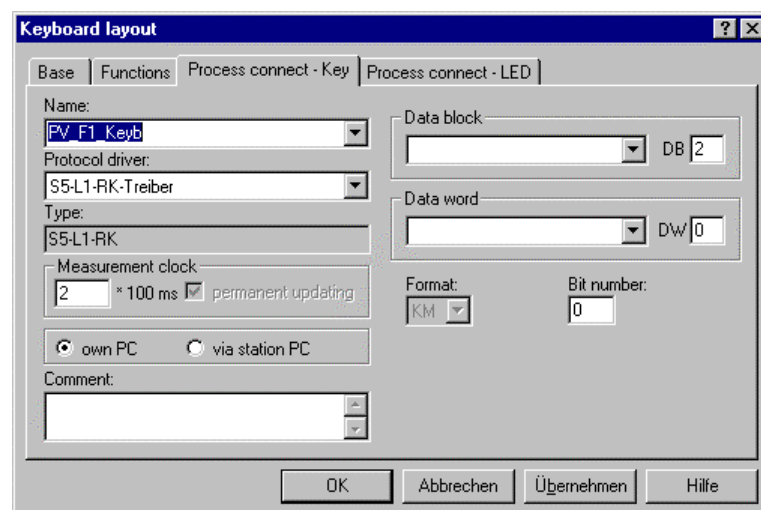 Keyboard layout
Base Functions Process connect - Key Process connect - LED
Name:
PV_F1_Keyb
Protocol driver:
S5-L1-RK-Treiber
Type:
S5-L1-RK
Measurement clock
2 * 100 ms permanent updating
own PC via station PC
Comment:
Data block
DB 2
Data word
DW 0
Format: Bit number:
KM 0
OK Abbrechen Übernehmen Hilfe